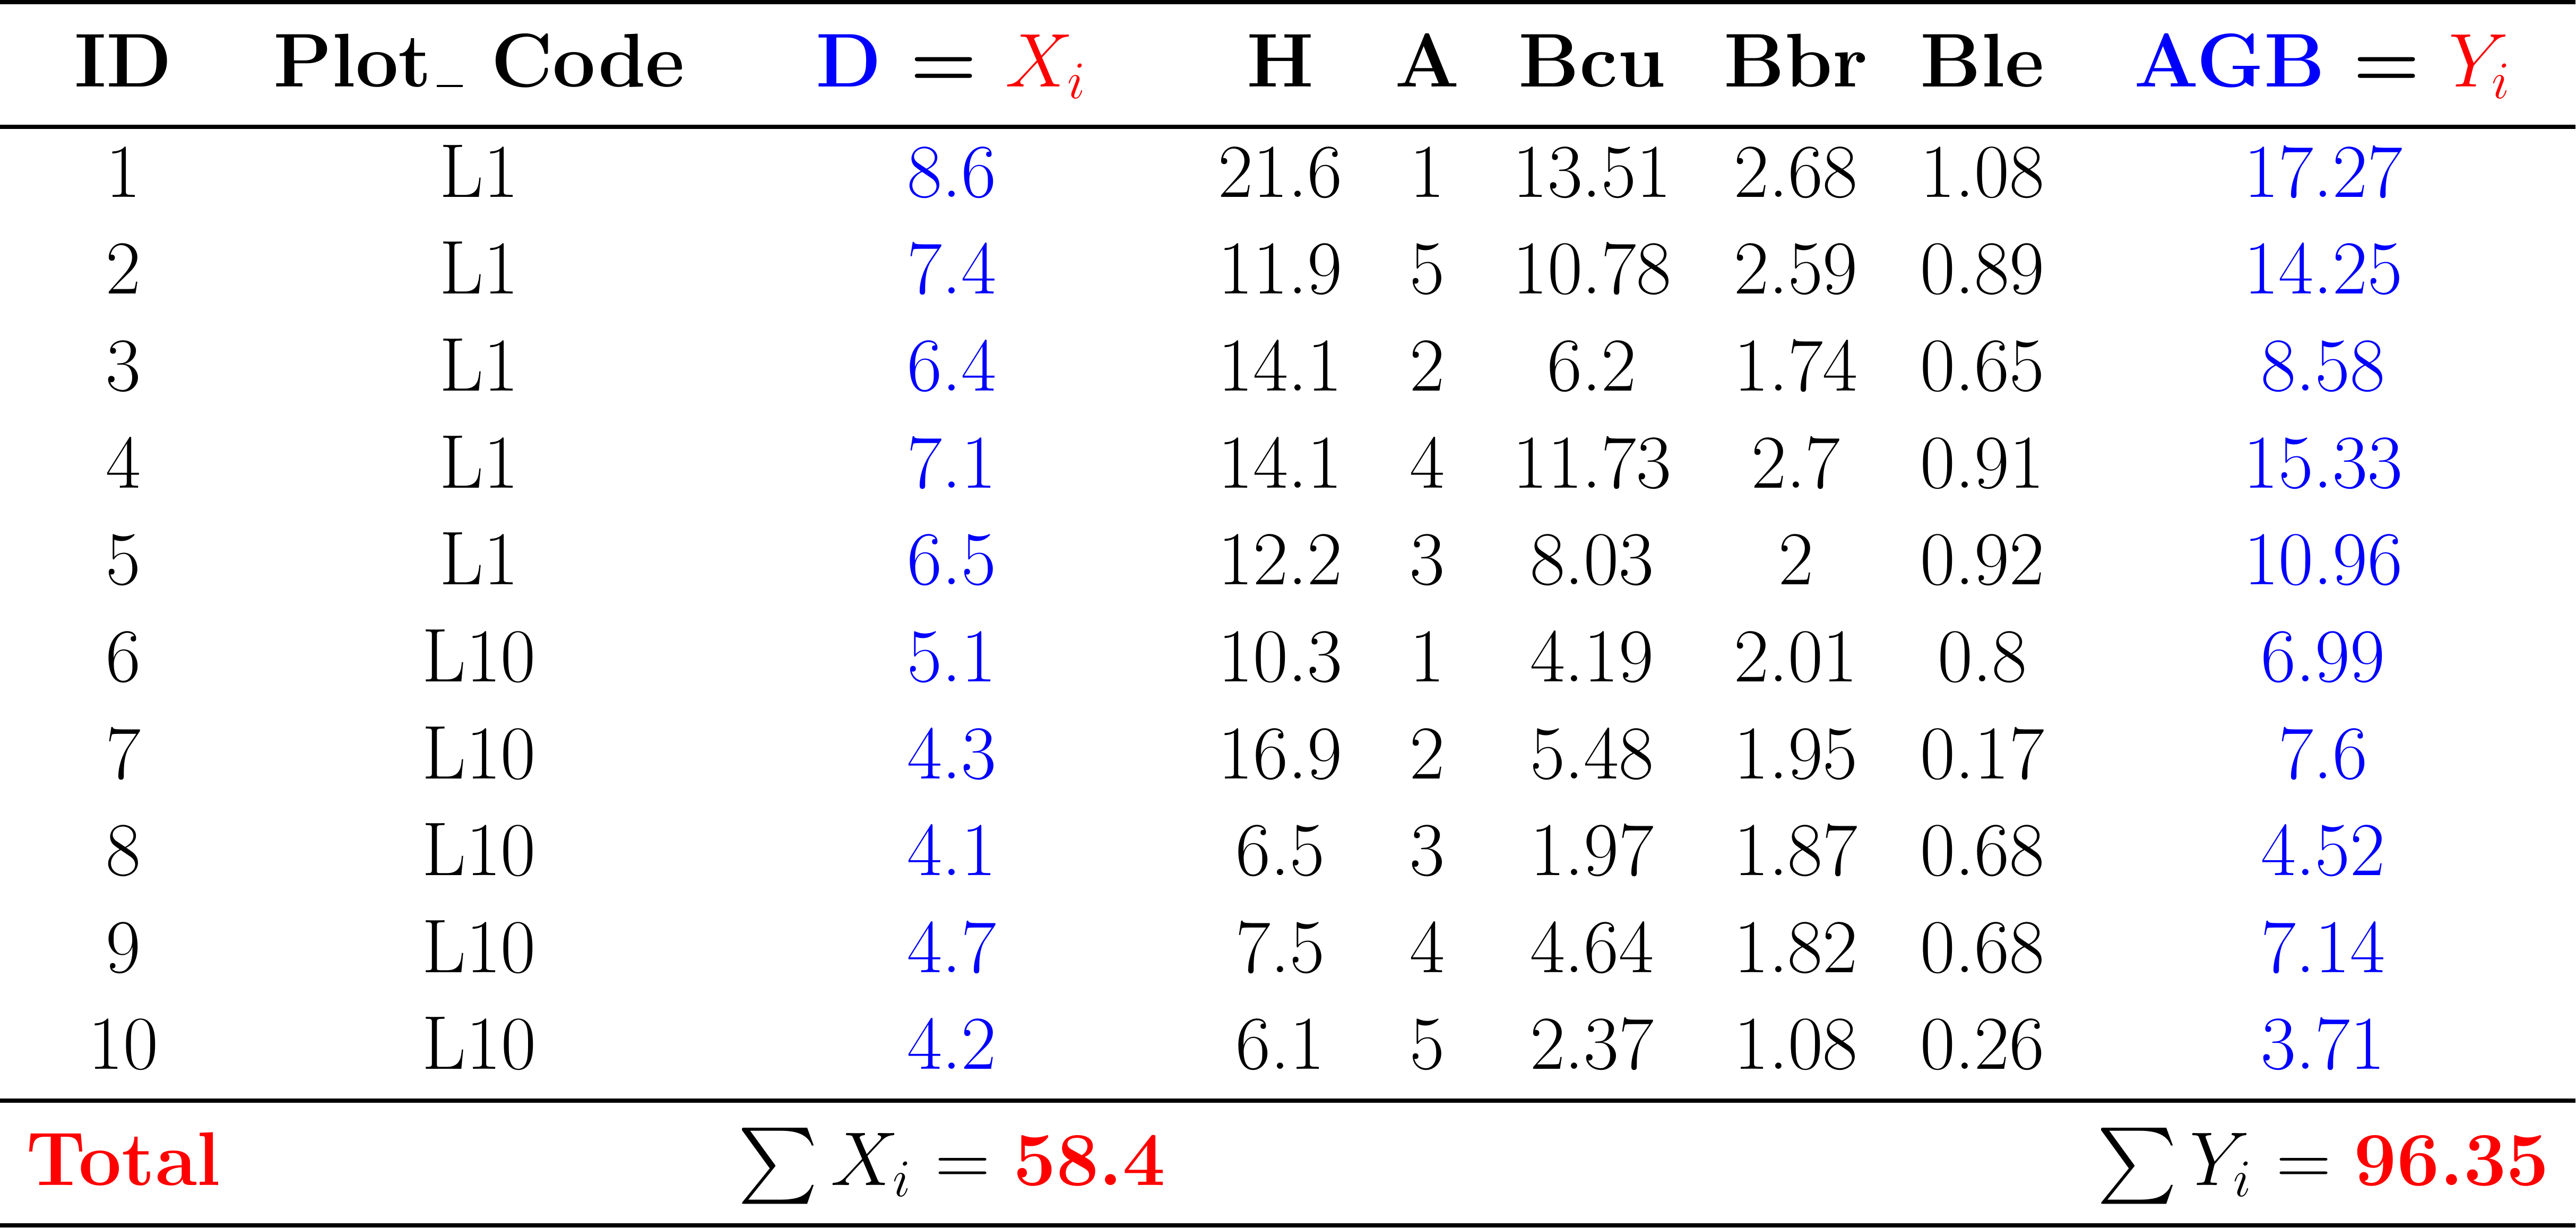 ID Plot_ Code D = Xᵢ H A Bcu Bbr Ble AGB = Yᵢ
1 L1 8.6 21.6 1 13.51 2.68 1.08 17.27
2 L1 7.4 11.9 5 10.78 2.59 0.89 14.25
3 L1 6.4 14.1 2 6.2 1.74 0.65 8.58
4 L1 7.1 14.1 4 11.73 2.7 0.91 15.33
5 L1 6.5 12.2 3 8.03 2 0.92 10.96
6 L10 5.1 10.3 1 4.19 2.01 0.8 6.99
7 L10 4.3 16.9 2 5.48 1.95 0.17 7.6
8 L10 4.1 6.5 3 1.97 1.87 0.68 4.52
9 L10 4.7 7.5 4 4.64 1.82 0.68 7.14
10 L10 4.2 6.1 5 2.37 1.08 0.26 3.71
Total ∑ Xᵢ = 58.4 ∑ Yᵢ = 96.35